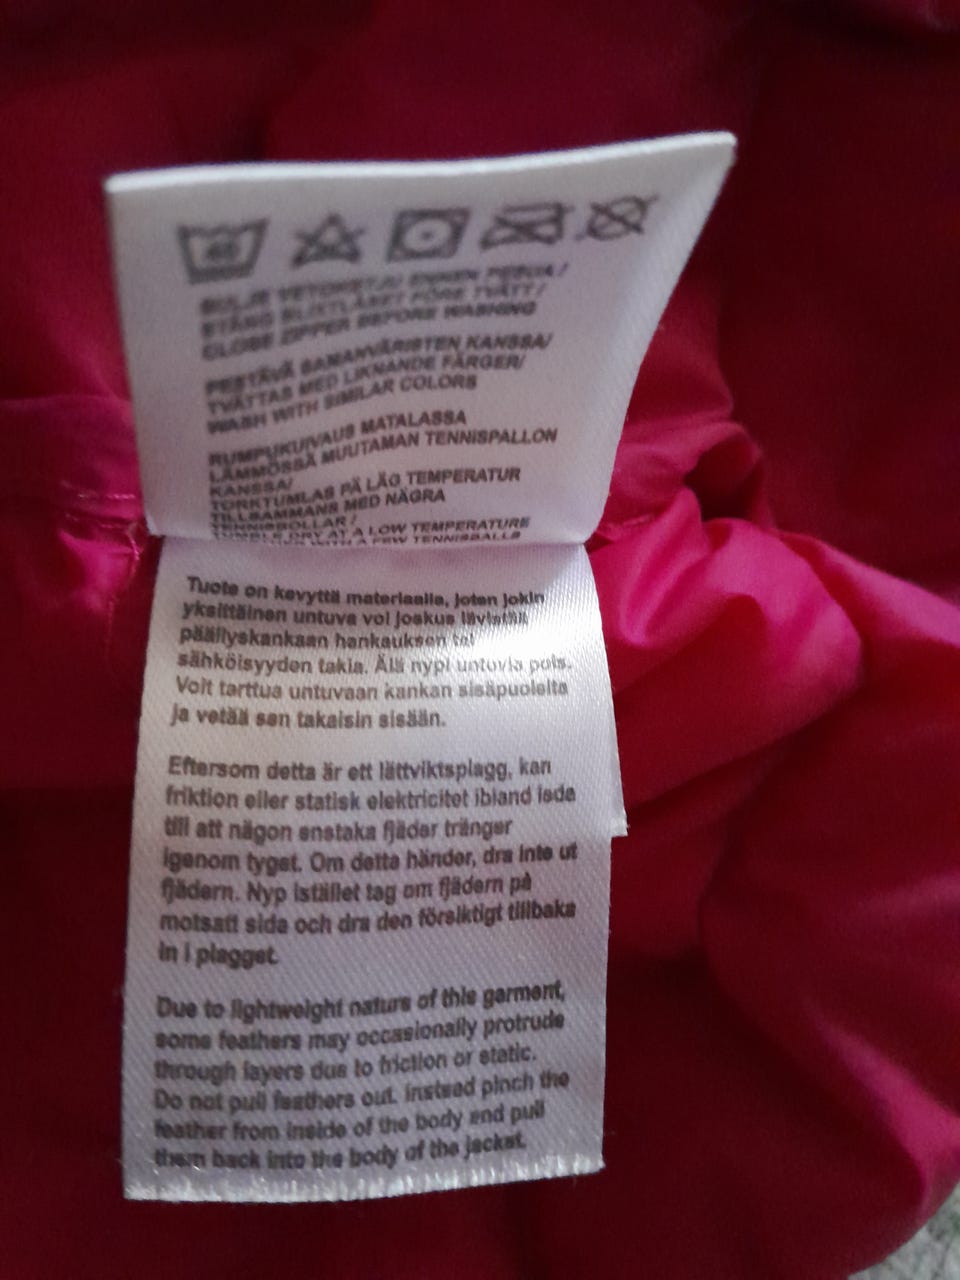 40
SULJE VETOKETJU ENNEN PESUA /
STÄNG BLIXTLÅSET FÖRE TVÄTT /
CLOSE ZIPPER BEFORE WASHING
PESTÄVÄ SAMANVÄRISTEN KANSSA/
TVÄTTAS MED LIKNANDE FÄRGER/
WASH WITH SIMILAR COLORS
RUMPUKUIVAUS MATALASSA
LÄMMÖSSÄ MUUTAMAN TENNISPALLON
KANSSA/
TORKTUMLAS PÅ LÅG TEMPERATUR
TILLSAMMANS MED NÅGRA
TENNISBOLLAR /
TUMBLE DRY AT A LOW TEMPERATURE
WITH A FEW TENNISBALLS
Tuote on kevyttä materiaalia, joten jokin
yksittäinen untuva voi joskus lävistää
päällyskankaan hankauksen tai
sähköisyyden takia. Älä nypi untuvia pois.
Voit tarttua untuvaan kankan sisäpuolelta
ja vetää sen takaisin sisään.
Eftersom detta är ett lättviktsplagg, kan
friktion eller statisk elektricitet ibland leda
till att någon enstaka fjäder tränger
igenom tyget. Om detta händer, dra inte ut
fjädern. Nyp istället tag om fjädern på
motsatt sida och dra den försiktigt tillbaka
in i plagget.
Due to lightweight nature of this garment,
some feathers may occasionally protrude
through layers due to friction or static.
Do not pull feathers out. Instead pinch the
feather from inside of the body and pull
them back into the body of the jacket.